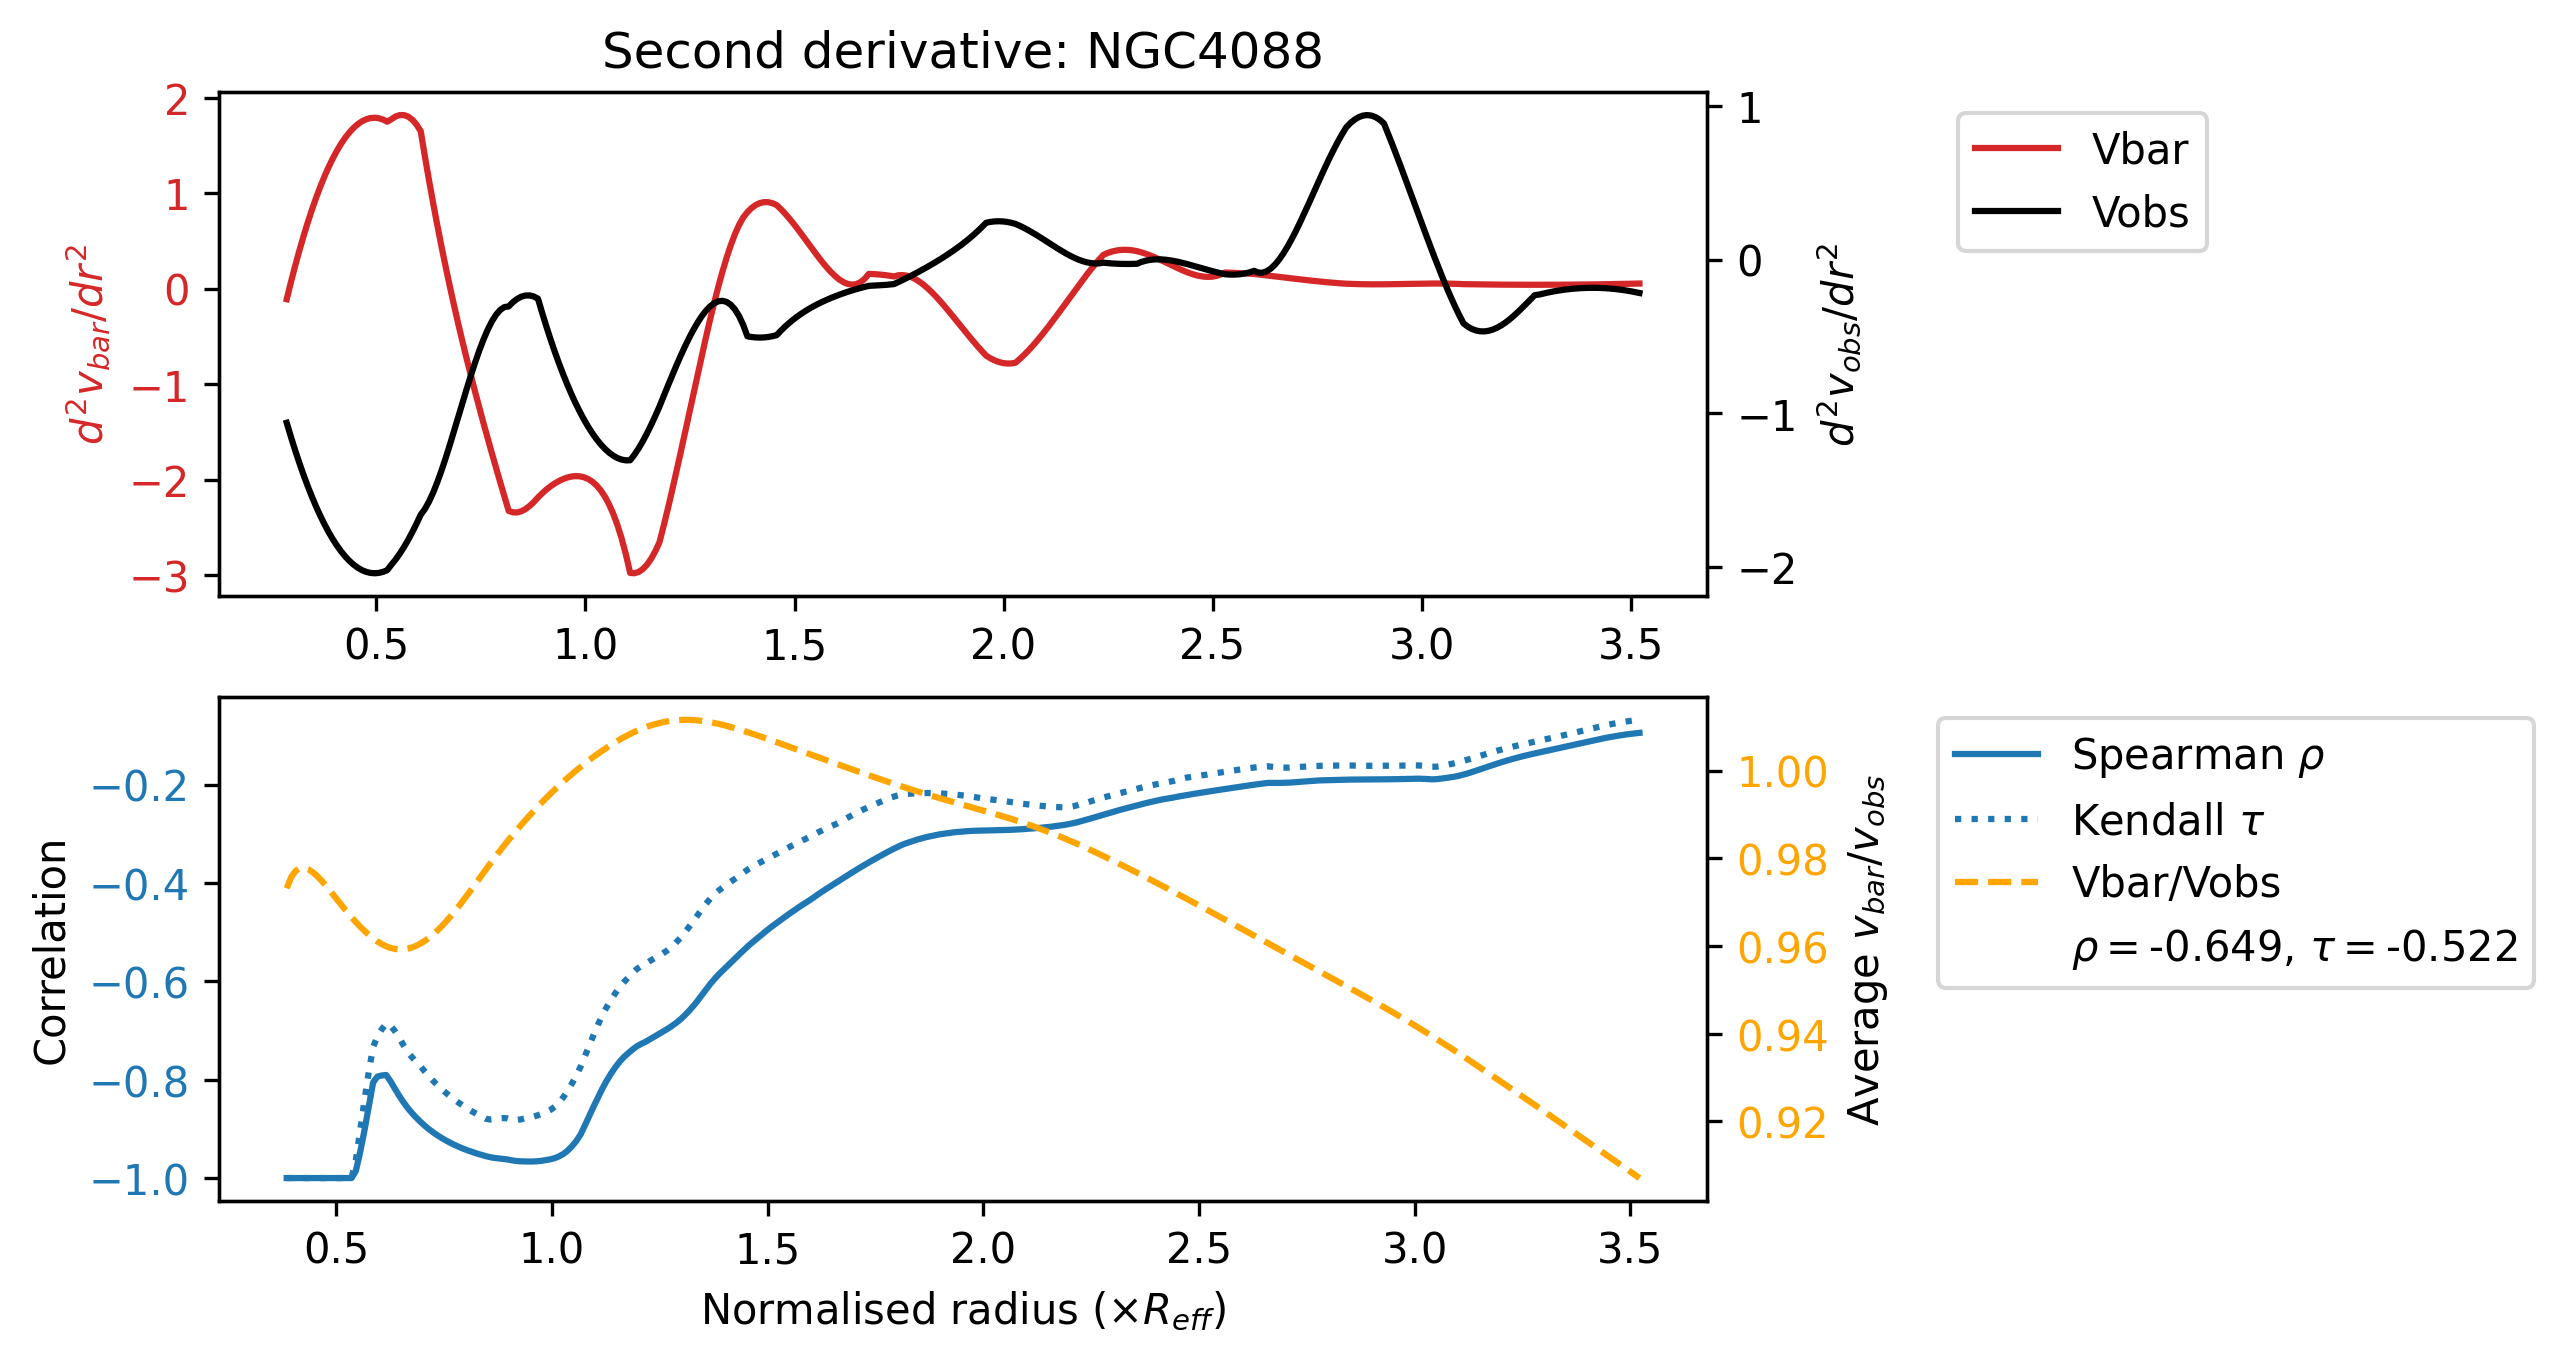 Second derivative: NGC4088
2
1
0
−1
−2
−3
d²v_bar/dr²
1
0
−1
−2
d²v_obs/dr²
0.5 1.0 1.5 2.0 2.5 3.0 3.5
Vbar
Vobs
−0.2
−0.4
−0.6
−0.8
−1.0
Correlation
1.00
0.98
0.96
0.94
0.92
Average v_bar/v_obs
0.5 1.0 1.5 2.0 2.5 3.0 3.5
Normalised radius (×R_eff)
Spearman ρ
Kendall τ
Vbar/Vobs
ρ = -0.649, τ = -0.522